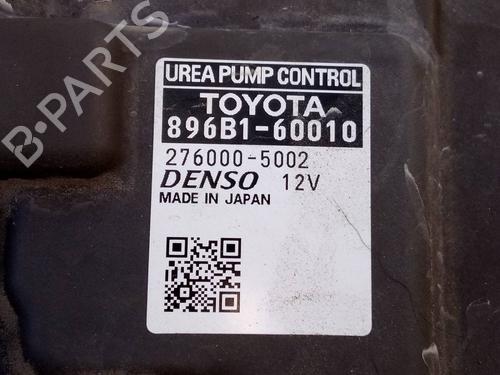 UREA PUMP CONTROL
TOYOTA
896B1-60010
276000-5002
DENSO 12V
MADE IN JAPAN
B-PARTS